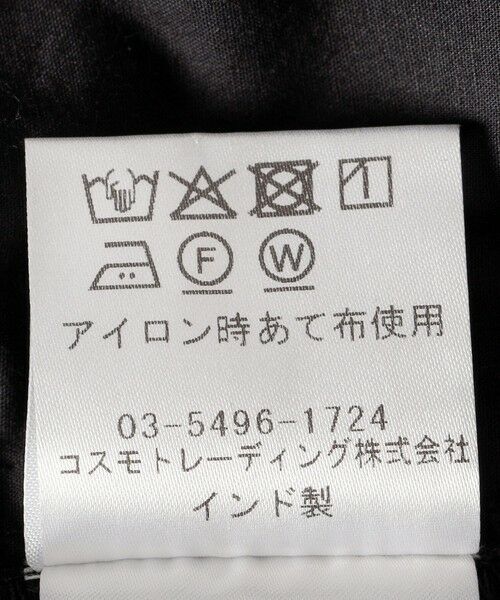 F W
アイロン時あて布使用
03-5496-1724
コスモトレーディング株式会社
インド製